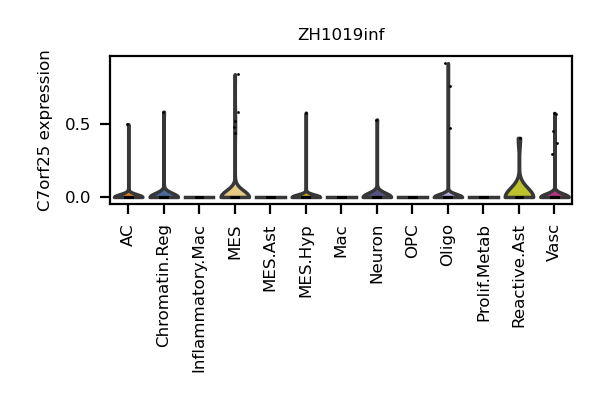 ZH1019inf
C7orf25 expression
0.5
0.0
AC
Chromatin.Reg
Inflammatory.Mac
MES
MES.Ast
MES.Hyp
Mac
Neuron
OPC
Oligo
Prolif.Metab
Reactive.Ast
Vasc